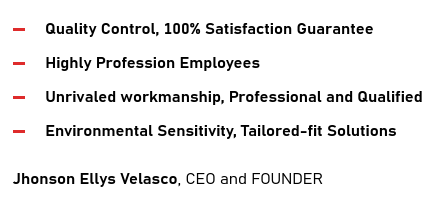 Quality Control, 100% Satisfaction Guarantee
Highly Profession Employees
Unrivaled workmanship, Professional and Qualified
Environmental Sensitivity, Tailored-fit Solutions
Jhonson Ellys Velasco, CEO and FOUNDER